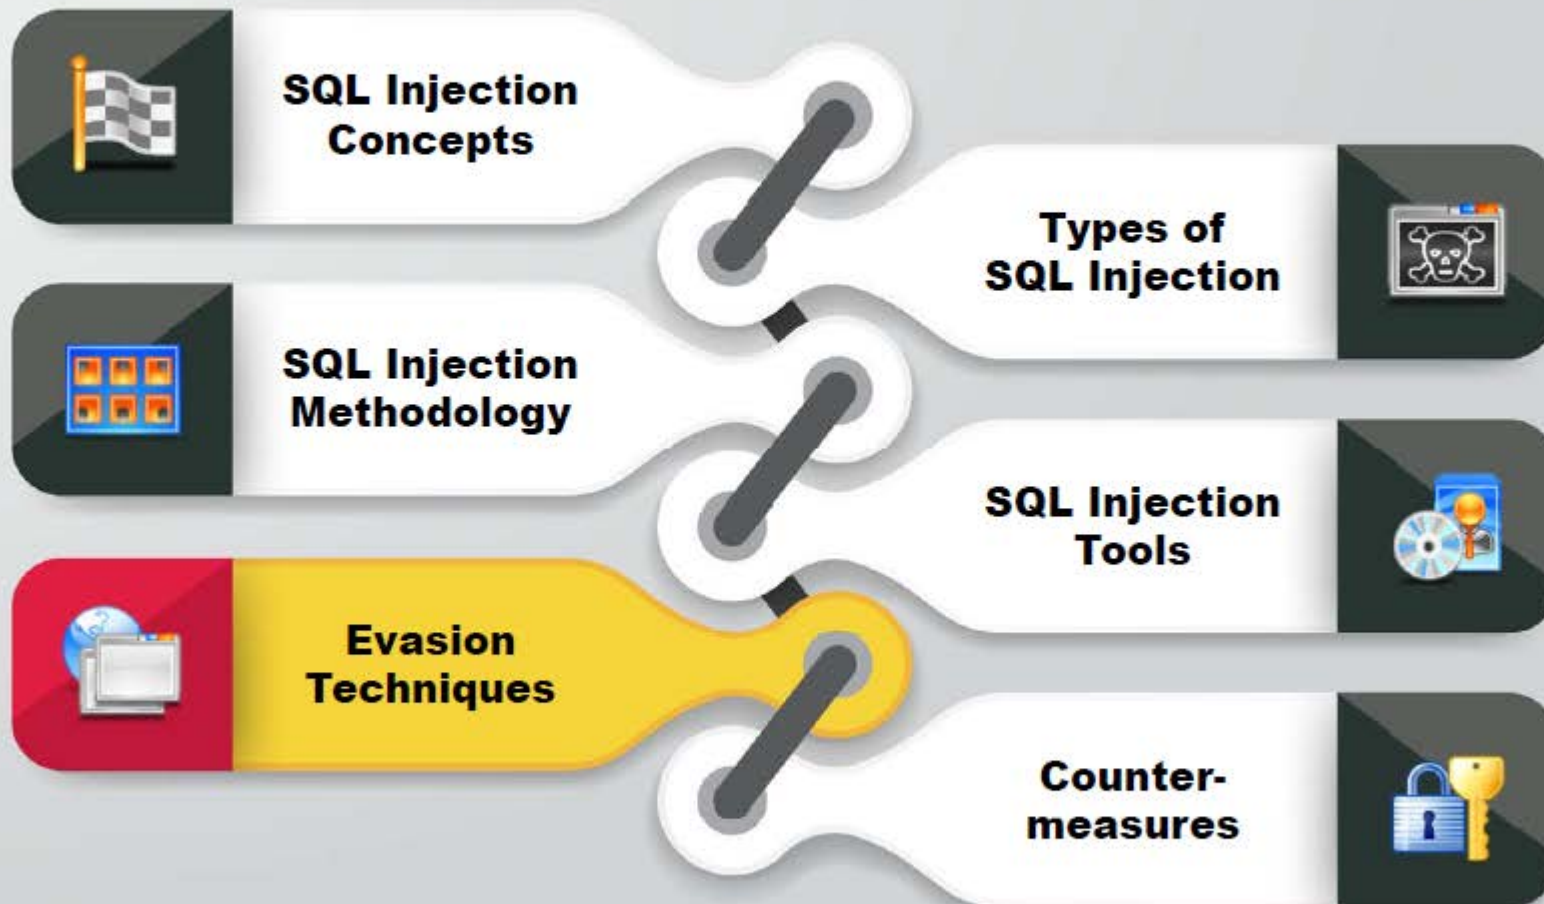 SQL Injection
Concepts
Types of
SQL Injection
SQL Injection
Methodology
SQL Injection
Tools
Evasion
Techniques
Counter-
measures